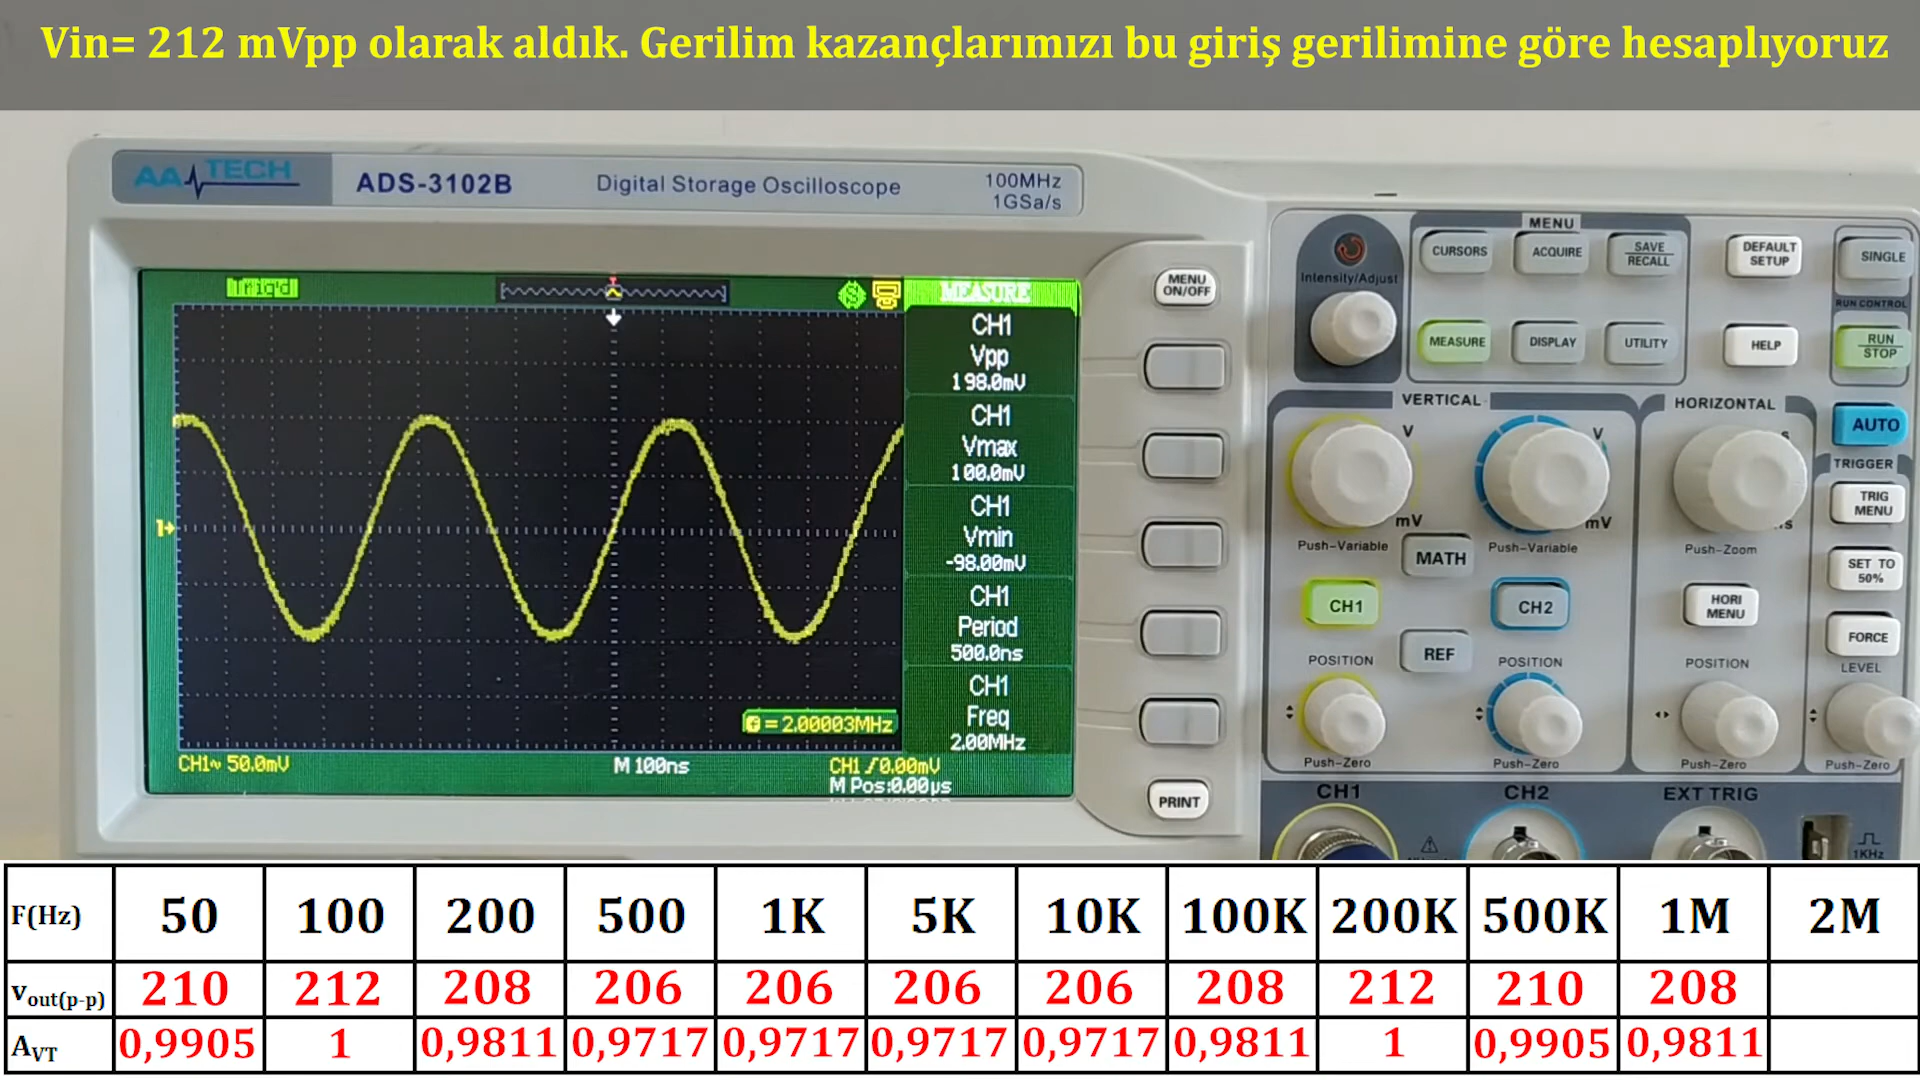 Vin= 212 mVpp olarak aldık. Gerilim kazançlarımızı bu giriş gerilimine göre hesaplıyoruz
AA TECH
ADS-3102B
Digital Storage Oscilloscope
100MHz
1GSa/s
Trig'd
MEASURE
CH1
Vpp
198.0mV
CH1
Vmax
100.0mV
CH1
Vmin
-98.00mV
CH1
Period
500.0ns
CH1
Freq
2.00MHz
1
= 2.00003MHz
CH1~ 50.0mV
M 100ns
CH1 /0.00mV
M Pos:0.00µs
MENU
ON/OFF
PRINT
Intensity/Adjust
MENU
CURSORS
ACQUIRE
SAVE
RECALL
MEASURE
DISPLAY
UTILITY
DEFAULT
SETUP
HELP
SINGLE
RUN CONTROL
RUN
STOP
AUTO
VERTICAL
V
mV
Push-Variable
V
mV
Push-Variable
MATH
CH1
CH2
REF
POSITION
Push-Zero
POSITION
Push-Zero
HORIZONTAL
s
ns
Push-Zoom
HORI
MENU
POSITION
Push-Zero
TRIGGER
TRIG
MENU
SET TO
50%
FORCE
LEVEL
Push-Zero
CH1
CH2
EXT TRIG
1KHz
F(Hz) 50 100 200 500 1K 5K 10K 100K 200K 500K 1M 2M
vout(p-p) 210 212 208 206 206 206 206 208 212 210 208
AVT 0,9905 1 0,9811 0,9717 0,9717 0,9717 0,9717 0,9811 1 0,9905 0,9811